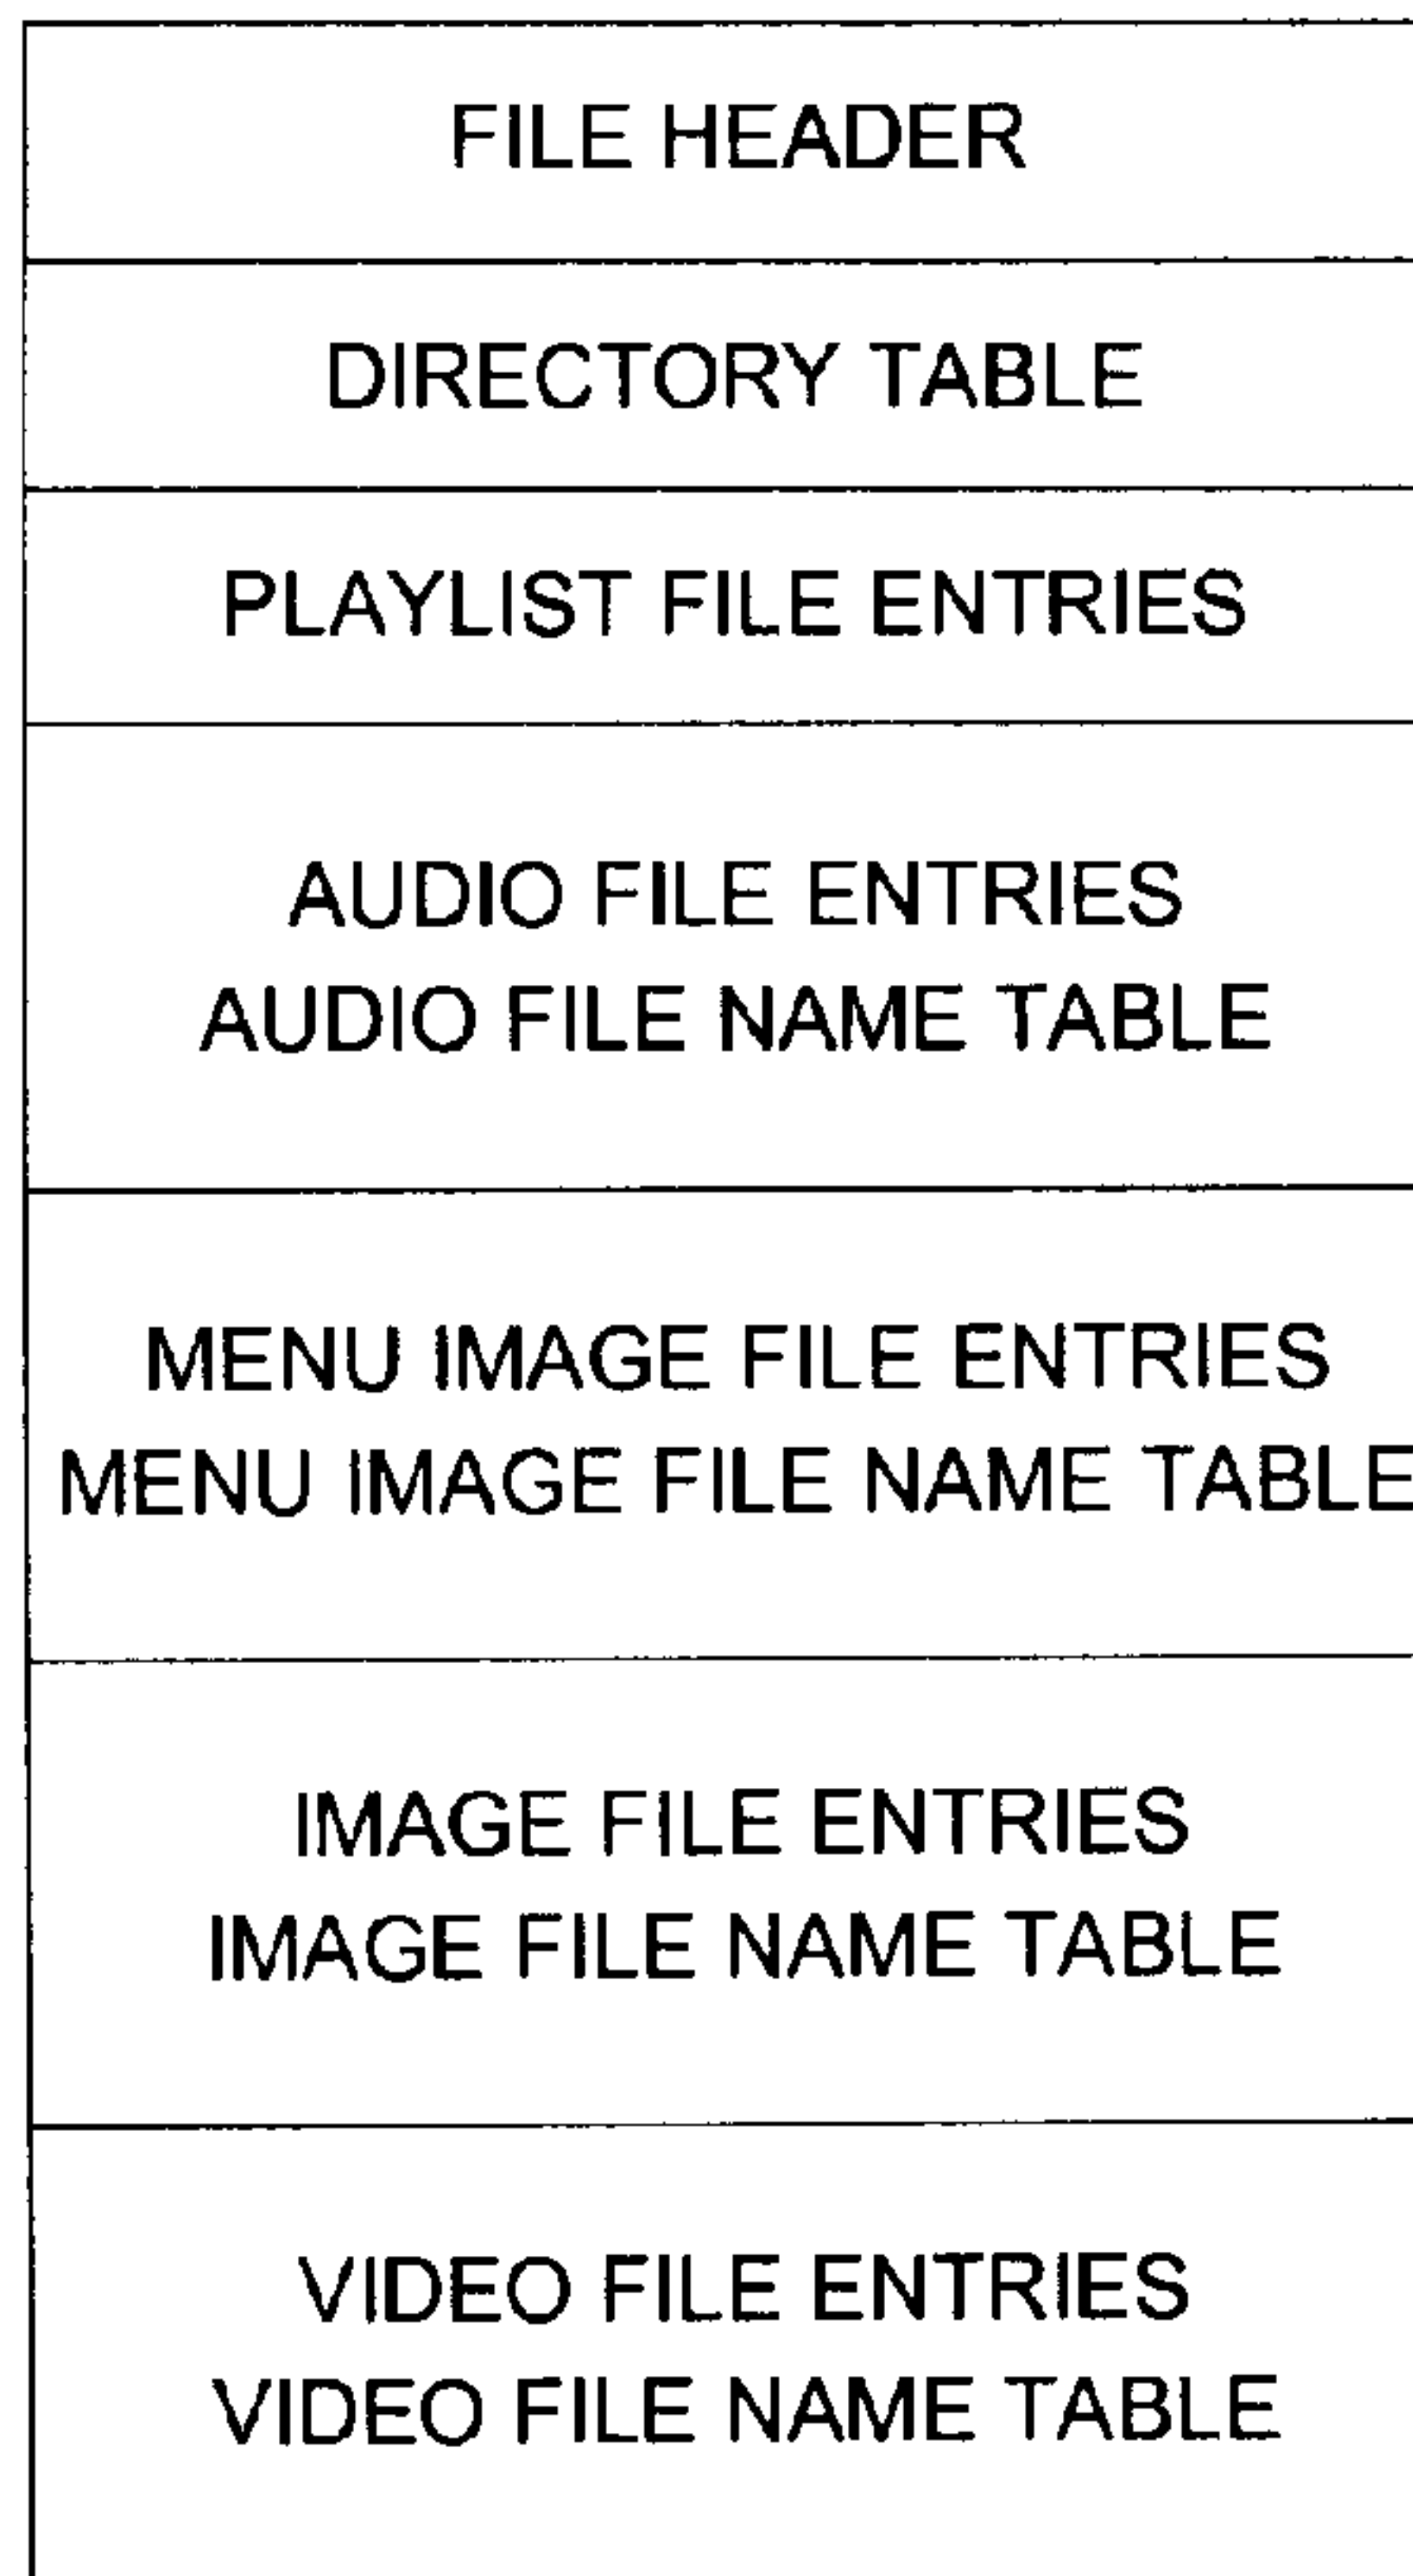 FILE HEADER
DIRECTORY TABLE
PLAYLIST FILE ENTRIES
AUDIO FILE ENTRIES
AUDIO FILE NAME TABLE
MENU IMAGE FILE ENTRIES
MENU IMAGE FILE NAME TABLE
IMAGE FILE ENTRIES
IMAGE FILE NAME TABLE
VIDEO FILE ENTRIES
VIDEO FILE NAME TABLE